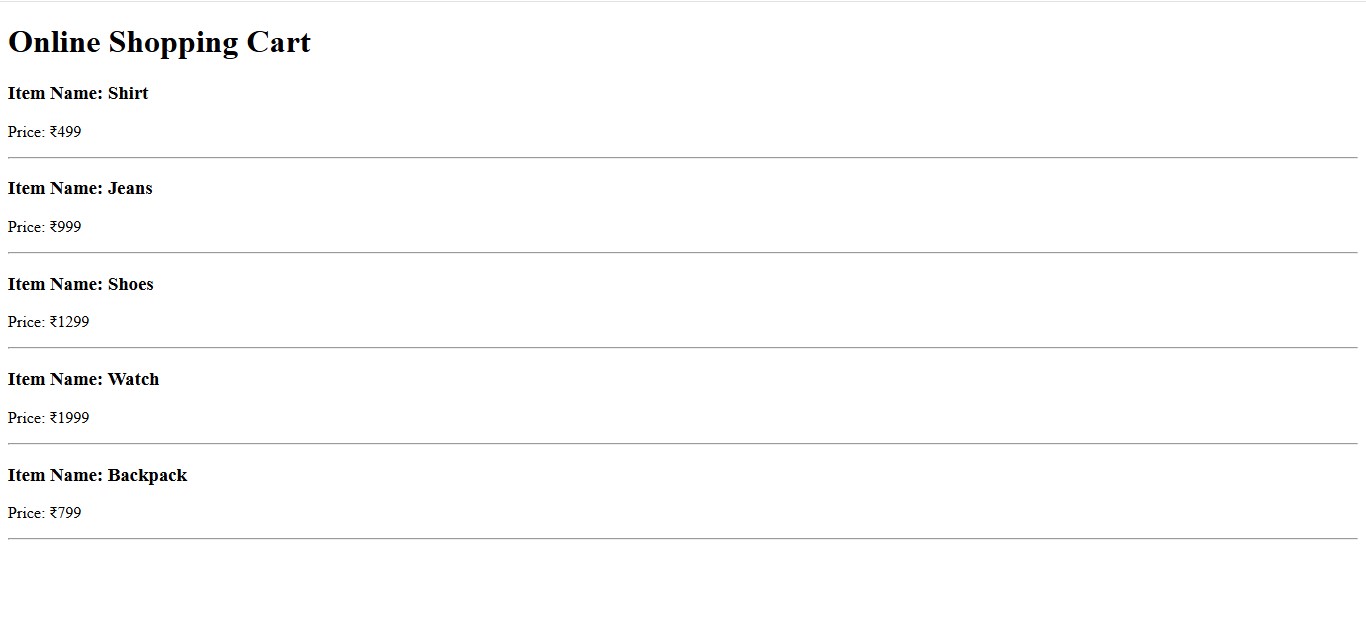 Online Shopping Cart
Item Name: Shirt
Price: ₹499
Item Name: Jeans
Price: ₹999
Item Name: Shoes
Price: ₹1299
Item Name: Watch
Price: ₹1999
Item Name: Backpack
Price: ₹799